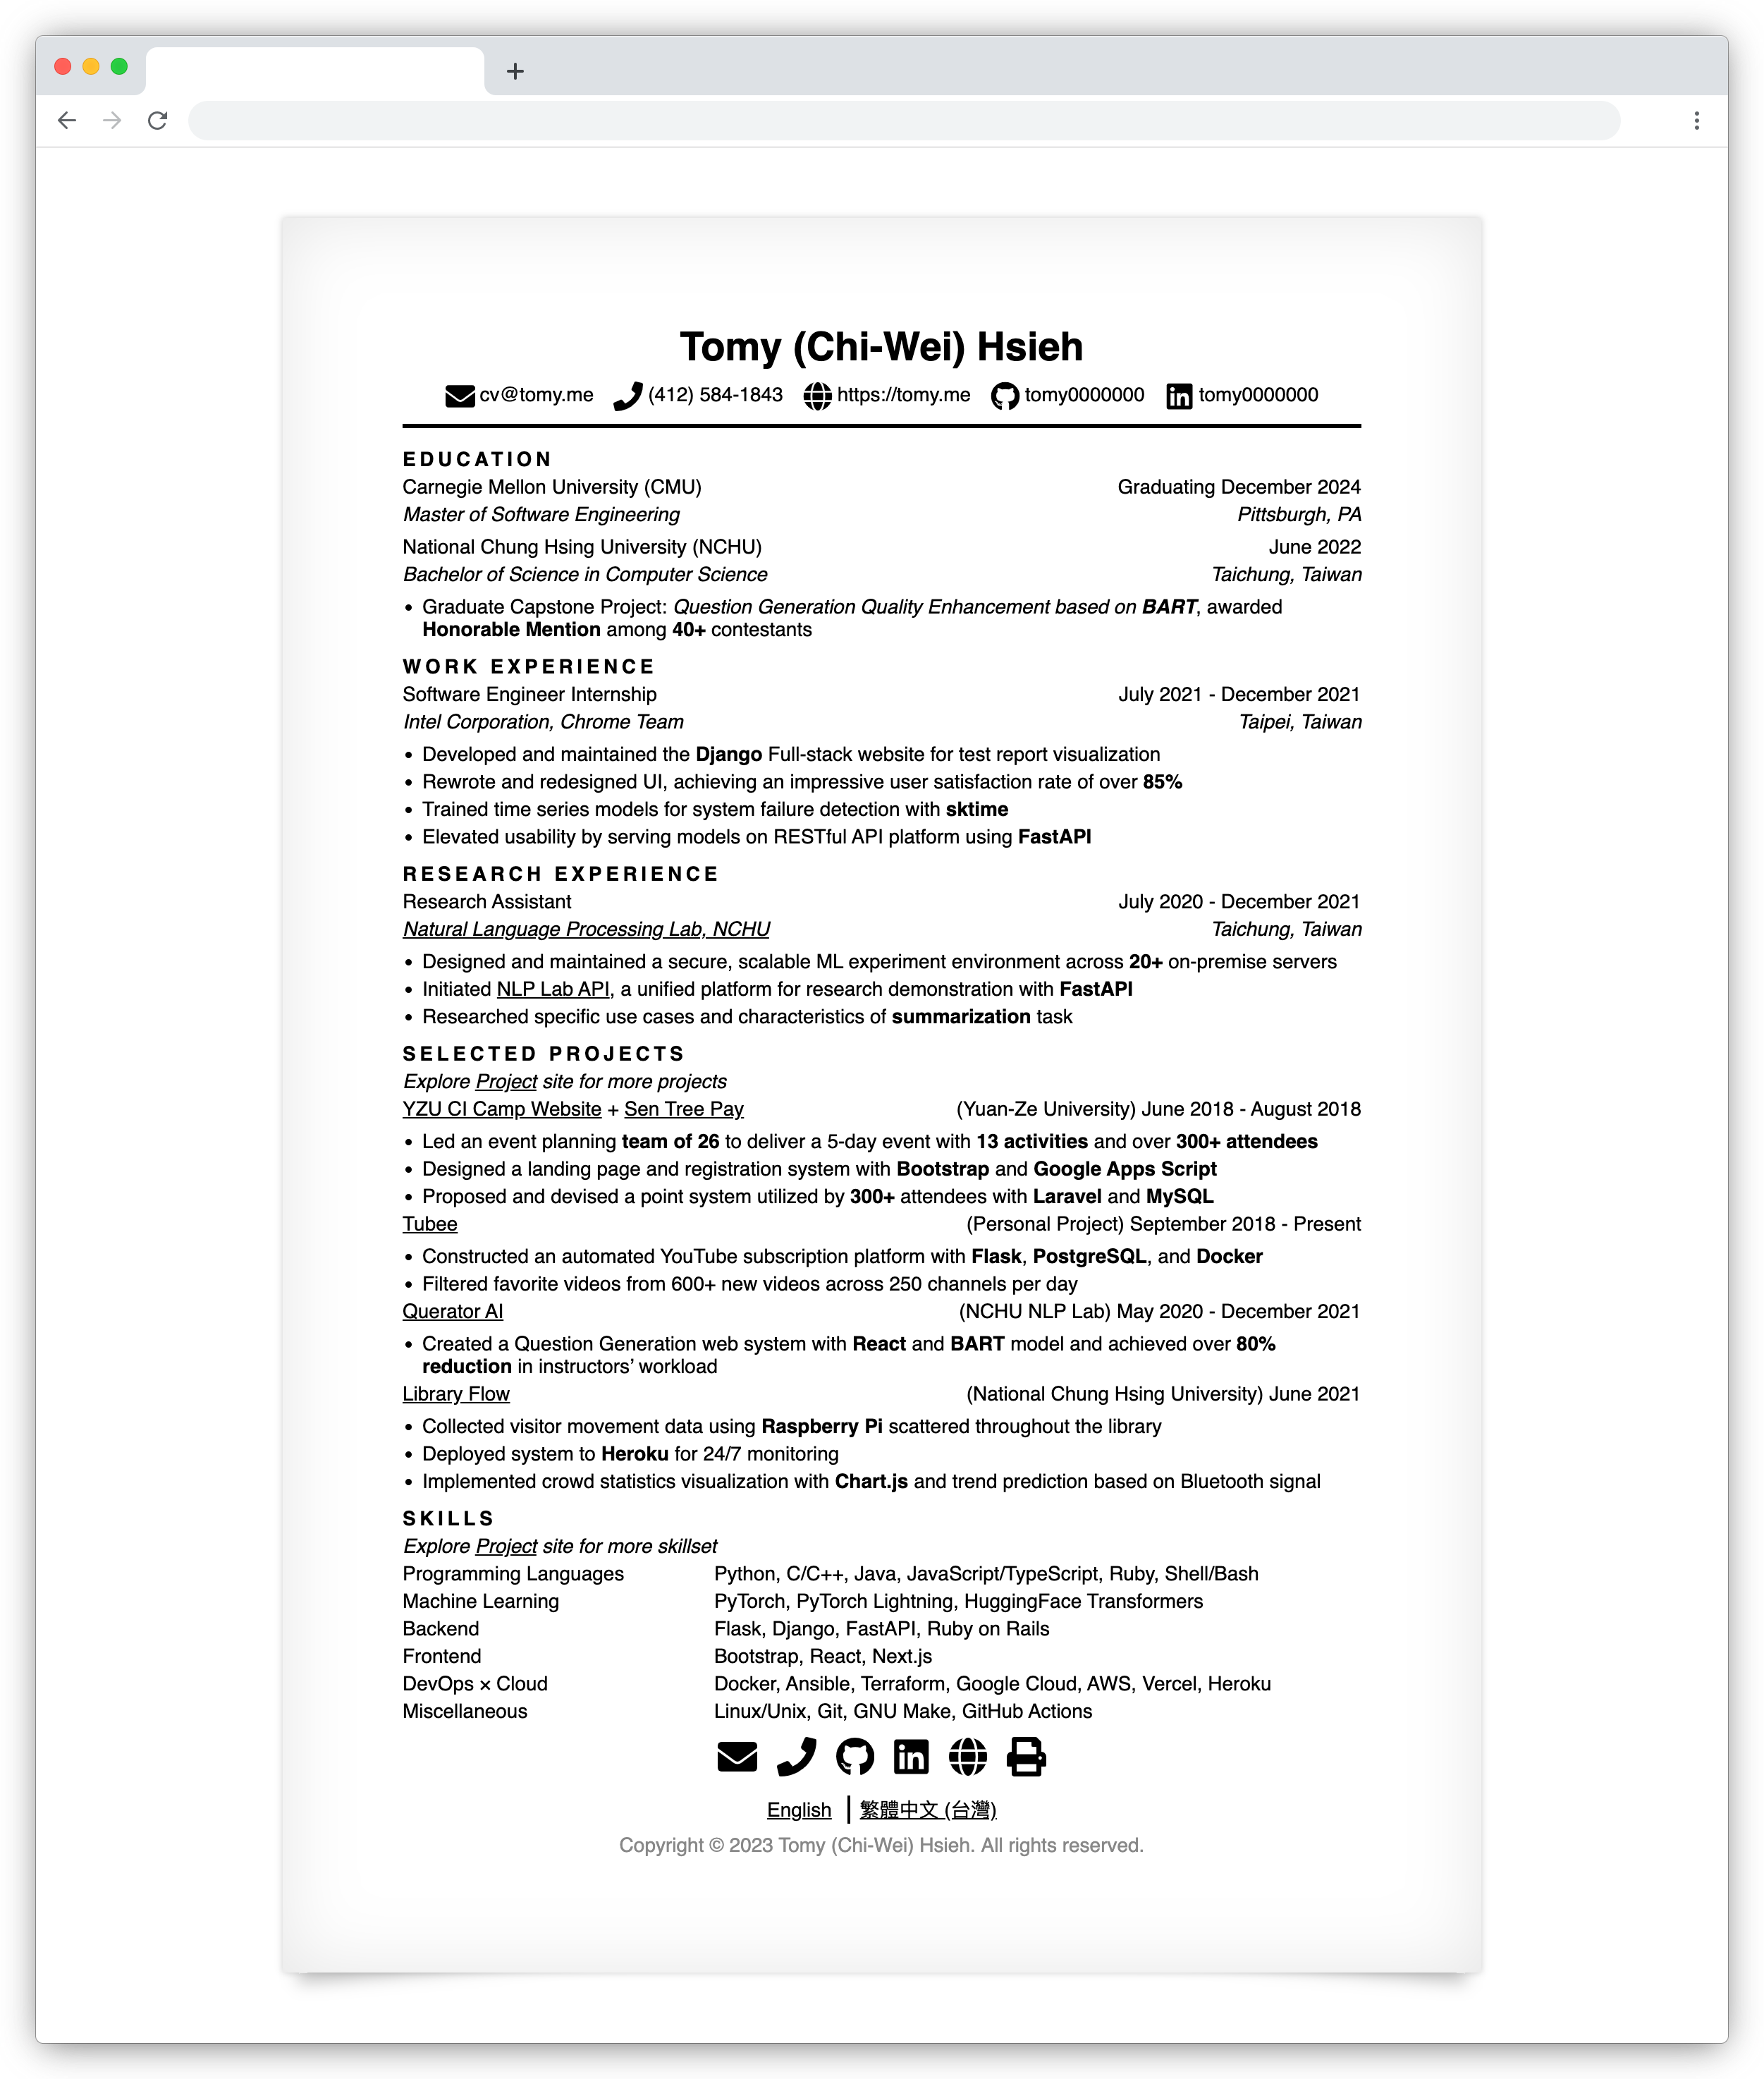 Tomy (Chi-Wei) Hsieh
cv@tomy.me (412) 584-1843 https://tomy.me tomy0000000 tomy0000000
EDUCATION
Carnegie Mellon University (CMU) Graduating December 2024
Master of Software Engineering Pittsburgh, PA
National Chung Hsing University (NCHU) June 2022
Bachelor of Science in Computer Science Taichung, Taiwan
• Graduate Capstone Project: Question Generation Quality Enhancement based on BART, awarded
Honorable Mention among 40+ contestants
WORK EXPERIENCE
Software Engineer Internship July 2021 - December 2021
Intel Corporation, Chrome Team Taipei, Taiwan
• Developed and maintained the Django Full-stack website for test report visualization
• Rewrote and redesigned UI, achieving an impressive user satisfaction rate of over 85%
• Trained time series models for system failure detection with sktime
• Elevated usability by serving models on RESTful API platform using FastAPI
RESEARCH EXPERIENCE
Research Assistant July 2020 - December 2021
Natural Language Processing Lab, NCHU Taichung, Taiwan
• Designed and maintained a secure, scalable ML experiment environment across 20+ on-premise servers
• Initiated NLP Lab API, a unified platform for research demonstration with FastAPI
• Researched specific use cases and characteristics of summarization task
SELECTED PROJECTS
Explore Project site for more projects
YZU CI Camp Website + Sen Tree Pay (Yuan-Ze University) June 2018 - August 2018
• Led an event planning team of 26 to deliver a 5-day event with 13 activities and over 300+ attendees
• Designed a landing page and registration system with Bootstrap and Google Apps Script
• Proposed and devised a point system utilized by 300+ attendees with Laravel and MySQL
Tubee (Personal Project) September 2018 - Present
• Constructed an automated YouTube subscription platform with Flask, PostgreSQL, and Docker
• Filtered favorite videos from 600+ new videos across 250 channels per day
Querator AI (NCHU NLP Lab) May 2020 - December 2021
• Created a Question Generation web system with React and BART model and achieved over 80%
reduction in instructors’ workload
Library Flow (National Chung Hsing University) June 2021
• Collected visitor movement data using Raspberry Pi scattered throughout the library
• Deployed system to Heroku for 24/7 monitoring
• Implemented crowd statistics visualization with Chart.js and trend prediction based on Bluetooth signal
SKILLS
Explore Project site for more skillset
Programming Languages Python, C/C++, Java, JavaScript/TypeScript, Ruby, Shell/Bash
Machine Learning PyTorch, PyTorch Lightning, HuggingFace Transformers
Backend Flask, Django, FastAPI, Ruby on Rails
Frontend Bootstrap, React, Next.js
DevOps × Cloud Docker, Ansible, Terraform, Google Cloud, AWS, Vercel, Heroku
Miscellaneous Linux/Unix, Git, GNU Make, GitHub Actions
English | 繁體中文 (台灣)
Copyright © 2023 Tomy (Chi-Wei) Hsieh. All rights reserved.